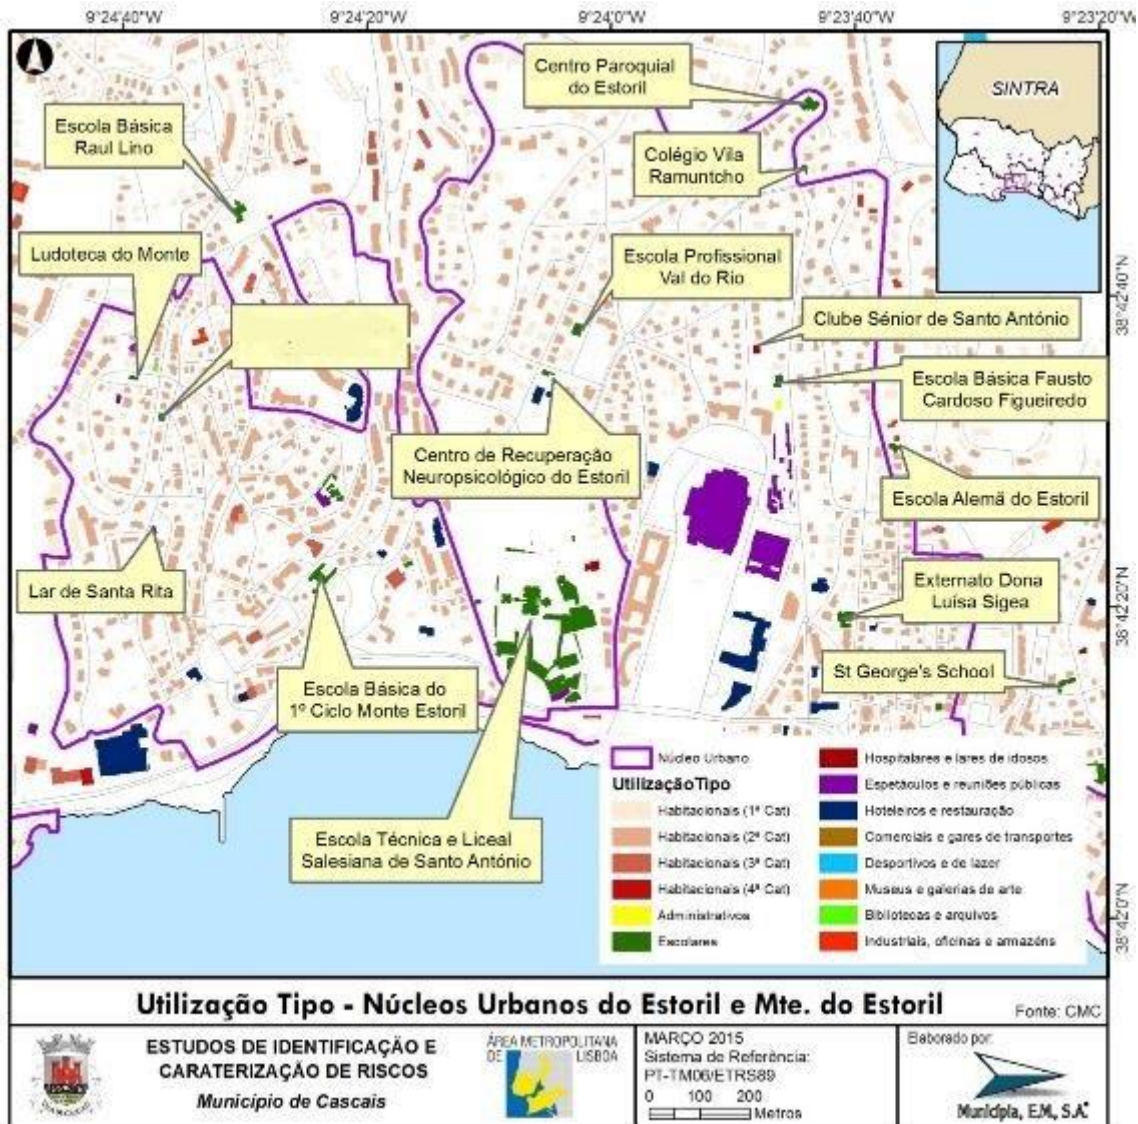 9°24'40"W
9°24'20"W
9°24'0"W
9°23'40"W
9°23'20"W
Centro Paroquial
do Estoril
SINTRA
Escola Básica
Raul Lino
Colégio Vila
Ramuntcho
Ludoteca do Monte
Escola Profissional
Val do Rio
38°42'40"N
Clube Sénior de Santo António
Escola Básica Fausto
Cardoso Figueiredo
Centro de Recuperação
Neuropsicológico do Estoril
Escola Alemã do Estoril
Lar de Santa Rita
Externato Dona
Luísa Sigea
38°42'20"N
St George's School
Escola Básica do
1º Ciclo Monte Estoril
Escola Técnica e Liceal
Salesiana de Santo António
Núcleo Urbano
UtilizaçãoTipo
Habitacionais (1ª Cat)
Habitacionais (2ª Cat)
Habitacionais (3ª Cat)
Habitacionais (4ª Cat)
Administrativos
Escolares
Hospitalares e lares de idosos
Espetáculos e reuniões públicas
Hoteleiros e restauração
Comerciais e gares de transportes
Desportivos e de lazer
Museus e galerias de arte
Bibliotecas e arquivos
Industriais, oficinas e armazéns
38°42'0"N
Utilização Tipo - Núcleos Urbanos do Estoril e Mte. do Estoril
Fonte: CMC
ESTUDOS DE IDENTIFICAÇÃO E
CARATERIZAÇÃO DE RISCOS
Município de Cascais
ÁREA METROPOLITANA
DE LISBOA
MARÇO 2015
Sistema de Referência:
PT-TM06/ETRS89
0 100 200
Metros
Elaborado por:
Municípia, E.M., S.A.